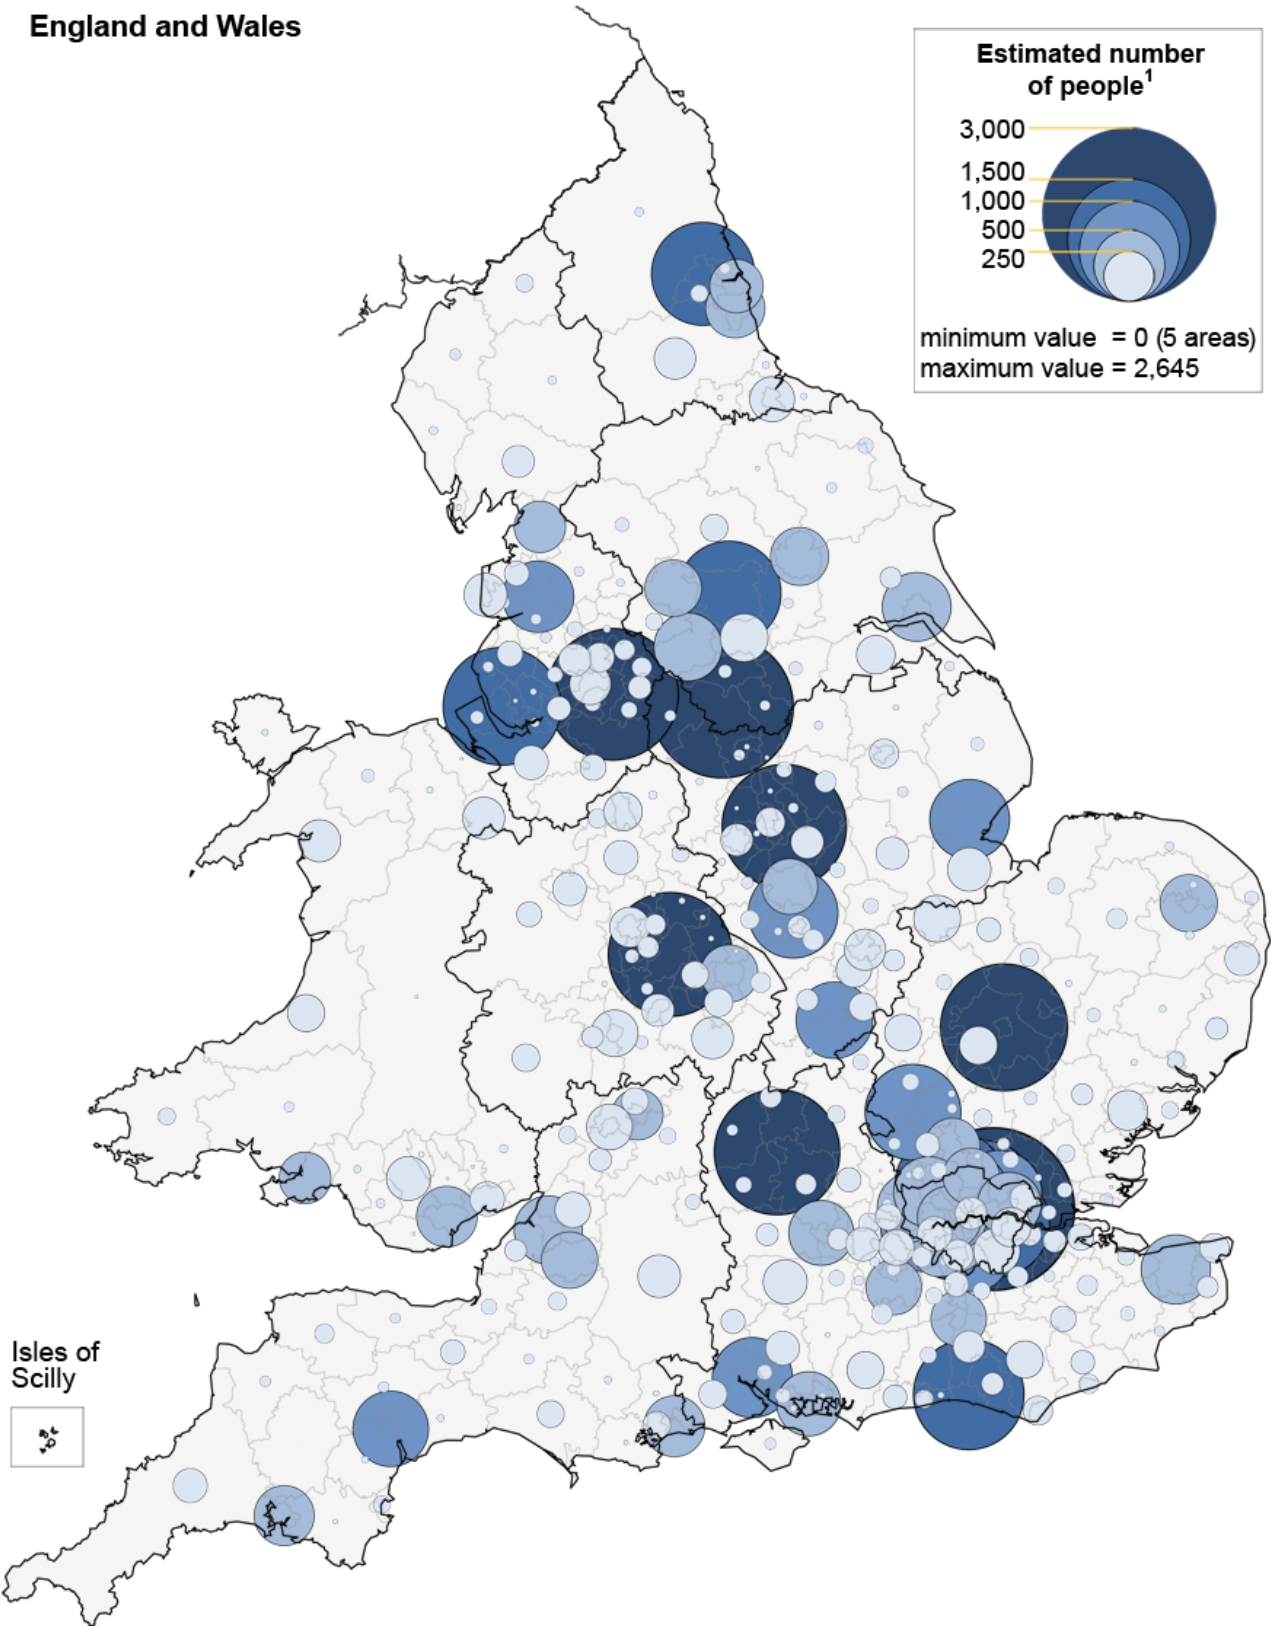 England and Wales
Estimated number
of people¹
3,000
1,500
1,000
500
250
minimum value = 0 (5 areas)
maximum value = 2,645
Isles of
Scilly